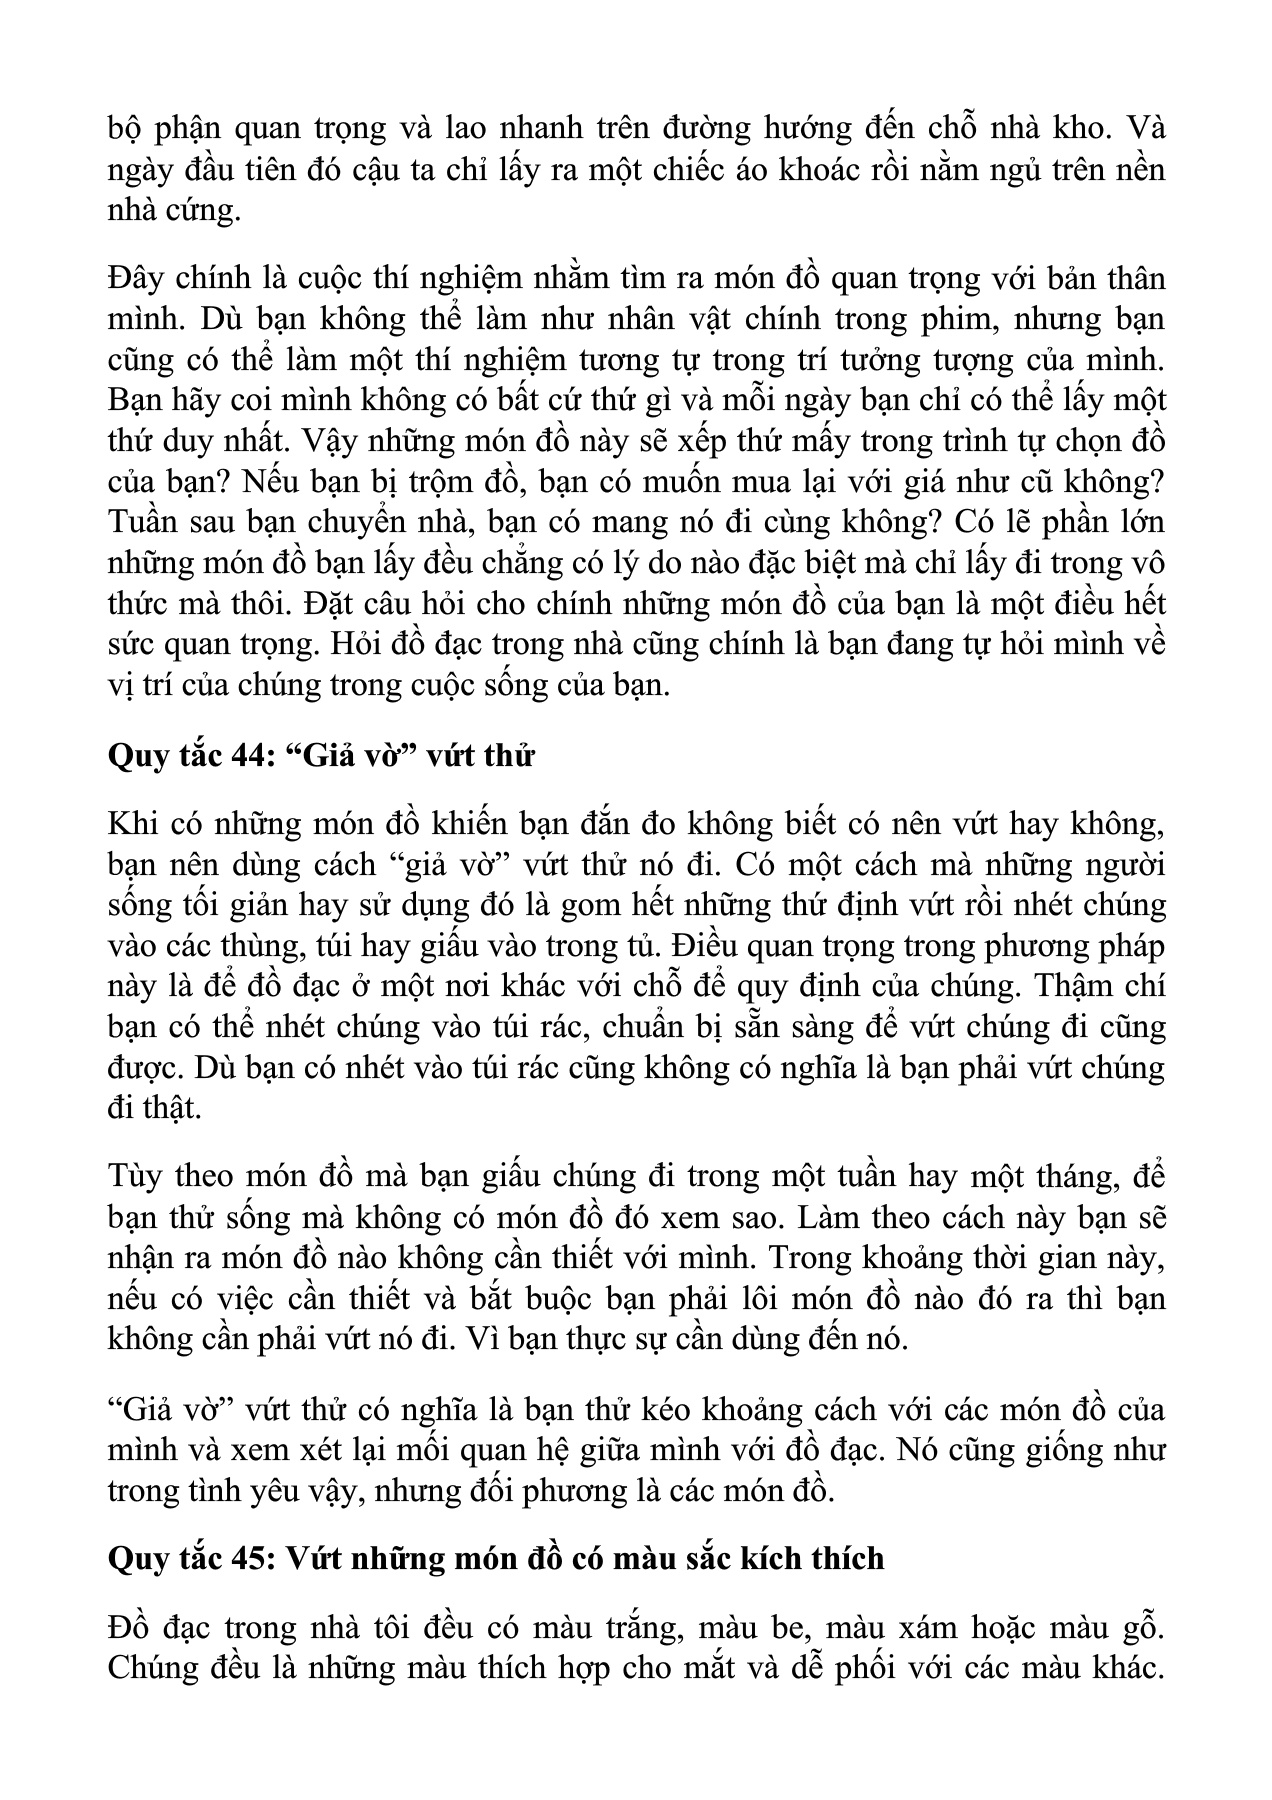 bộ phận quan trọng và lao nhanh trên đường hướng đến chỗ nhà kho. Và
ngày đầu tiên đó cậu ta chỉ lấy ra một chiếc áo khoác rồi nằm ngủ trên nền
nhà cứng.
Đây chính là cuộc thí nghiệm nhằm tìm ra món đồ quan trọng với bản thân
mình. Dù bạn không thể làm như nhân vật chính trong phim, nhưng bạn
cũng có thể làm một thí nghiệm tương tự trong trí tưởng tượng của mình.
Bạn hãy coi mình không có bất cứ thứ gì và mỗi ngày bạn chỉ có thể lấy một
thứ duy nhất. Vậy những món đồ này sẽ xếp thứ mấy trong trình tự chọn đồ
của bạn? Nếu bạn bị trộm đồ, bạn có muốn mua lại với giá như cũ không?
Tuần sau bạn chuyển nhà, bạn có mang nó đi cùng không? Có lẽ phần lớn
những món đồ bạn lấy đều chẳng có lý do nào đặc biệt mà chỉ lấy đi trong vô
thức mà thôi. Đặt câu hỏi cho chính những món đồ của bạn là một điều hết
sức quan trọng. Hỏi đồ đạc trong nhà cũng chính là bạn đang tự hỏi mình về
vị trí của chúng trong cuộc sống của bạn.
Quy tắc 44: “Giả vờ” vứt thử
Khi có những món đồ khiến bạn đắn đo không biết có nên vứt hay không,
bạn nên dùng cách “giả vờ” vứt thử nó đi. Có một cách mà những người
sống tối giản hay sử dụng đó là gom hết những thứ định vứt rồi nhét chúng
vào các thùng, túi hay giấu vào trong tủ. Điều quan trọng trong phương pháp
này là để đồ đạc ở một nơi khác với chỗ để quy định của chúng. Thậm chí
bạn có thể nhét chúng vào túi rác, chuẩn bị sẵn sàng để vứt chúng đi cũng
được. Dù bạn có nhét vào túi rác cũng không có nghĩa là bạn phải vứt chúng
đi thật.
Tùy theo món đồ mà bạn giấu chúng đi trong một tuần hay một tháng, để
bạn thử sống mà không có món đồ đó xem sao. Làm theo cách này bạn sẽ
nhận ra món đồ nào không cần thiết với mình. Trong khoảng thời gian này,
nếu có việc cần thiết và bắt buộc bạn phải lôi món đồ nào đó ra thì bạn
không cần phải vứt nó đi. Vì bạn thực sự cần dùng đến nó.
“Giả vờ” vứt thử có nghĩa là bạn thử kéo khoảng cách với các món đồ của
mình và xem xét lại mối quan hệ giữa mình với đồ đạc. Nó cũng giống như
trong tình yêu vậy, nhưng đối phương là các món đồ.
Quy tắc 45: Vứt những món đồ có màu sắc kích thích
Đồ đạc trong nhà tôi đều có màu trắng, màu be, màu xám hoặc màu gỗ.
Chúng đều là những màu thích hợp cho mắt và dễ phối với các màu khác.